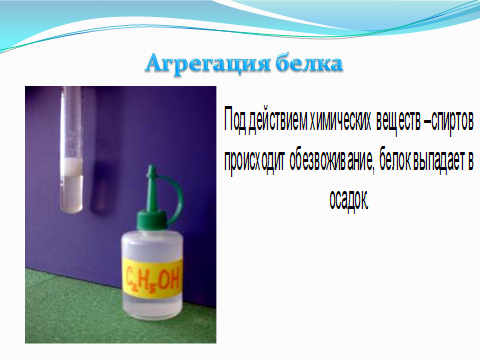 Агрегация белка
Под действием химических веществ –спиртов
происходит обезвоживание, белок выпадает в
осадок.
C₂H₅OH